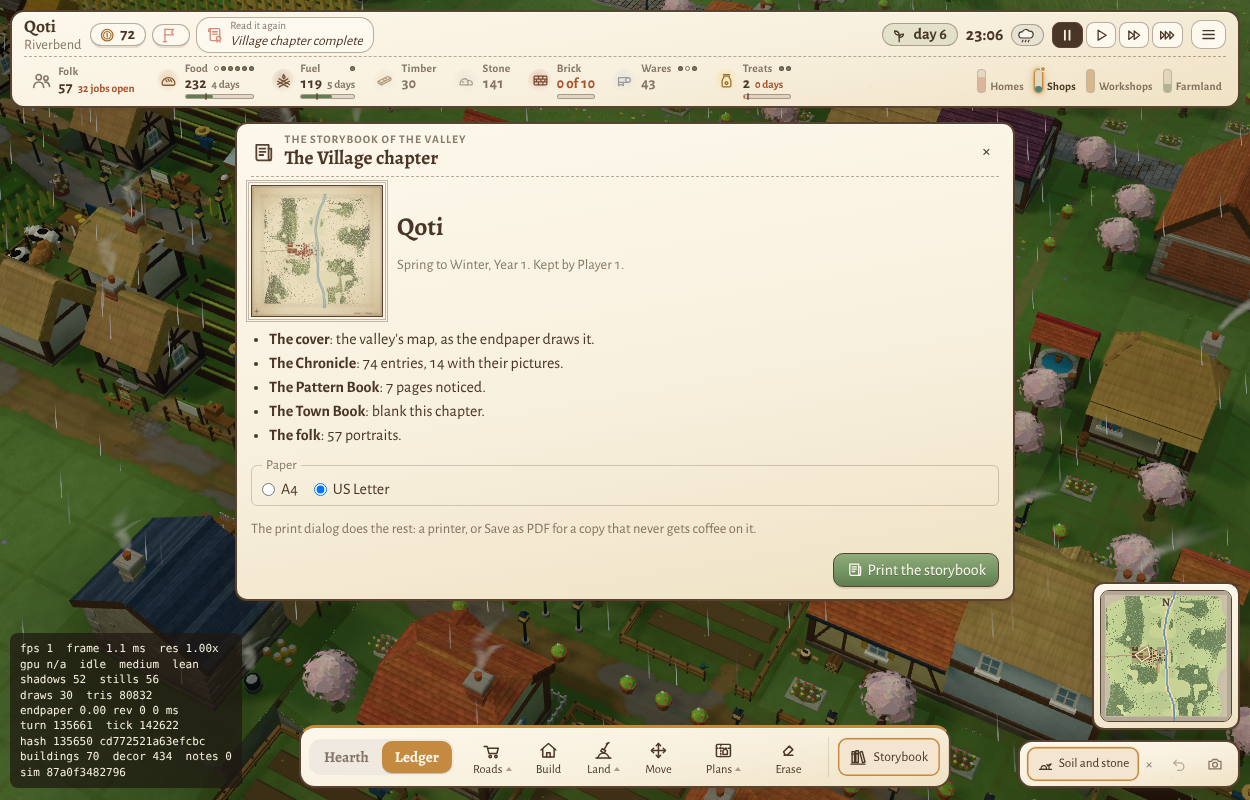 Qoti
Riverbend
72
Read it again
Village chapter complete
day 6
23:06
Folk
57 32 jobs open
Food
232 4 days
Fuel
119 5 days
Timber
30
Stone
141
Brick
0 of 10
Wares
43
Treats
2 0 days
Homes
Shops
Workshops
Farmland
THE STORYBOOK OF THE VALLEY
The Village chapter
×
Qoti
Spring to Winter, Year 1. Kept by Player 1.
• The cover: the valley's map, as the endpaper draws it.
• The Chronicle: 74 entries, 14 with their pictures.
• The Pattern Book: 7 pages noticed.
• The Town Book: blank this chapter.
• The folk: 57 portraits.
Paper
A4
US Letter
The print dialog does the rest: a printer, or Save as PDF for a copy that never gets coffee on it.
Print the storybook
N
fps 1 frame 1.1 ms res 1.00x
gpu n/a idle medium lean
shadows 52 stills 56
draws 30 tris 80832
endpaper 0.00 rev 0 0 ms
turn 135661 tick 142622
hash 135650 cd772521a63efcbc
buildings 70 decor 434 notes 0
sim 87a0f3482796
Hearth
Ledger
Roads
Build
Land
Move
Plans
Erase
Storybook
Soil and stone
×